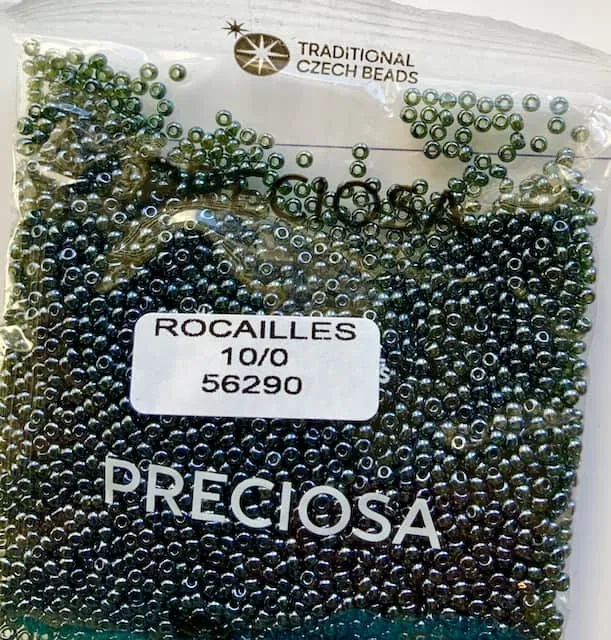 TRADITIONAL
CZECH BEADS
PRECIOSA
ROCAILLES
10/0
56290
PRECIOSA